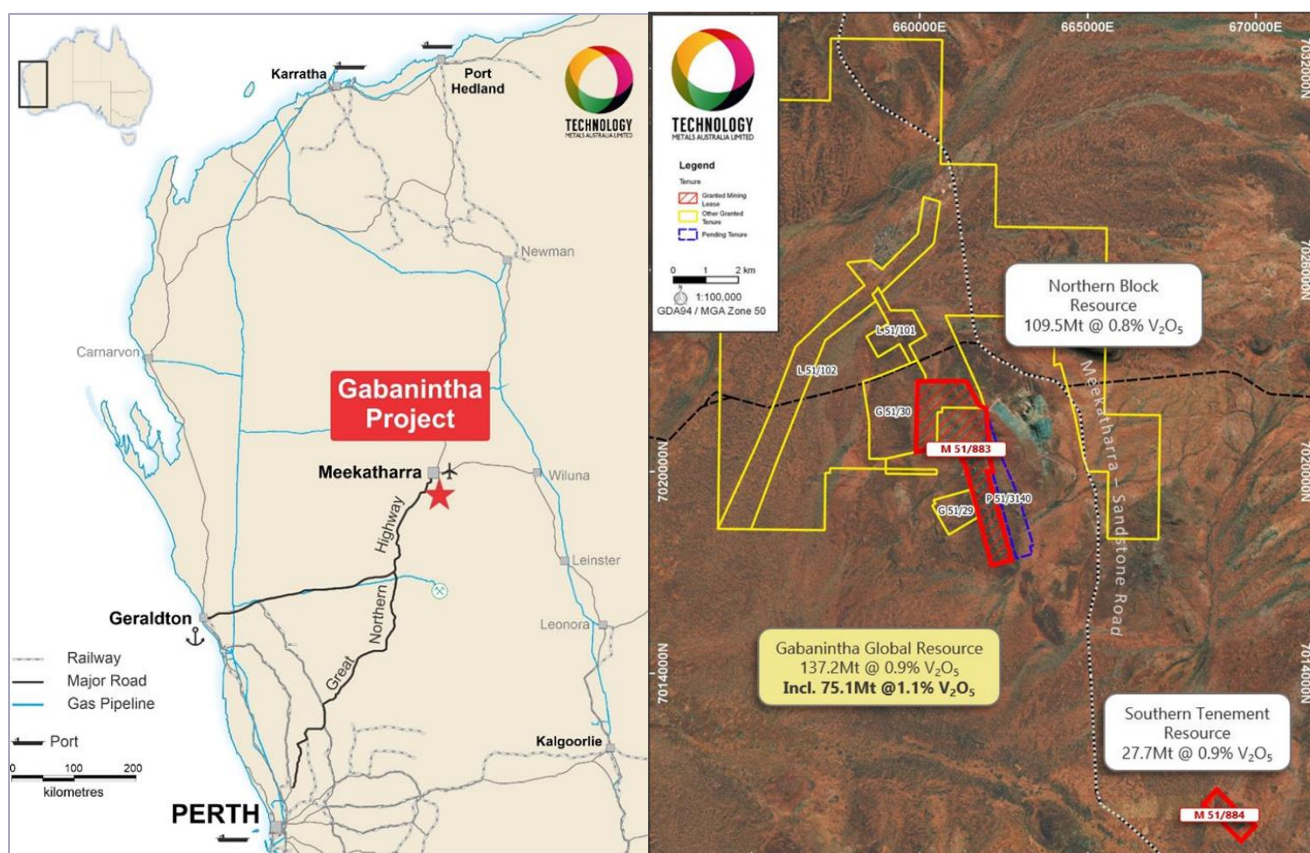 Karratha
Port
Hedland
TECHNOLOGY
METALS AUSTRALIA LIMITED
Newman
Carnarvon
Gabanintha
Project
Meekatharra
Wiluna
Great Northern Highway
Leinster
Geraldton
Leonora
Railway
Major Road
Gas Pipeline
Port
0 100 200
kilometres
Kalgoorlie
PERTH
660000E
665000E
670000E
7032000N
TECHNOLOGY
METALS AUSTRALIA LIMITED
Legend
Tenure
Granted Mining
Lease
Other Granted
Tenure
Pending Tenure
0 1 2 km
1:100,000
GDA94 / MGA Zone 50
Northern Block
Resource
109.5Mt @ 0.8% V₂O₅
L 51/101
L 51/102
G 51/30
M 51/883
G 51/29
P 51/3140
Meekatharra – Sandstone Road
7020000N
7020000N
Gabanintha Global Resource
137.2Mt @ 0.9% V₂O₅
Incl. 75.1Mt @1.1% V₂O₅
7014000N
7014000N
Southern Tenement
Resource
27.7Mt @ 0.9% V₂O₅
M 51/884